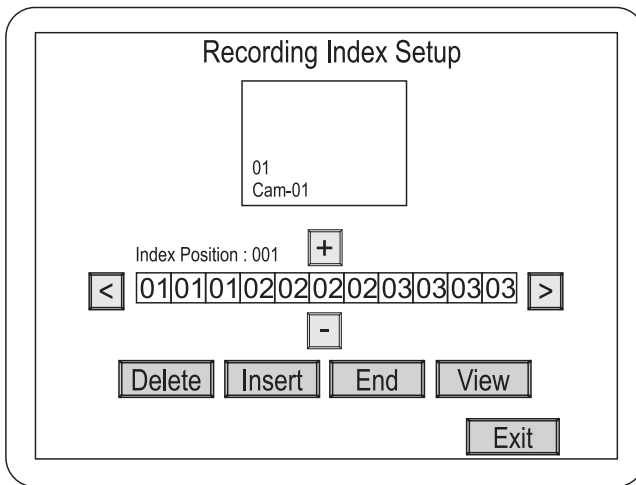 Recording Index Setup
01
Cam-01
Index Position : 001
+
< 01 01 01 02 02 02 02 03 03 03 03 >
-
Delete Insert End View
Exit